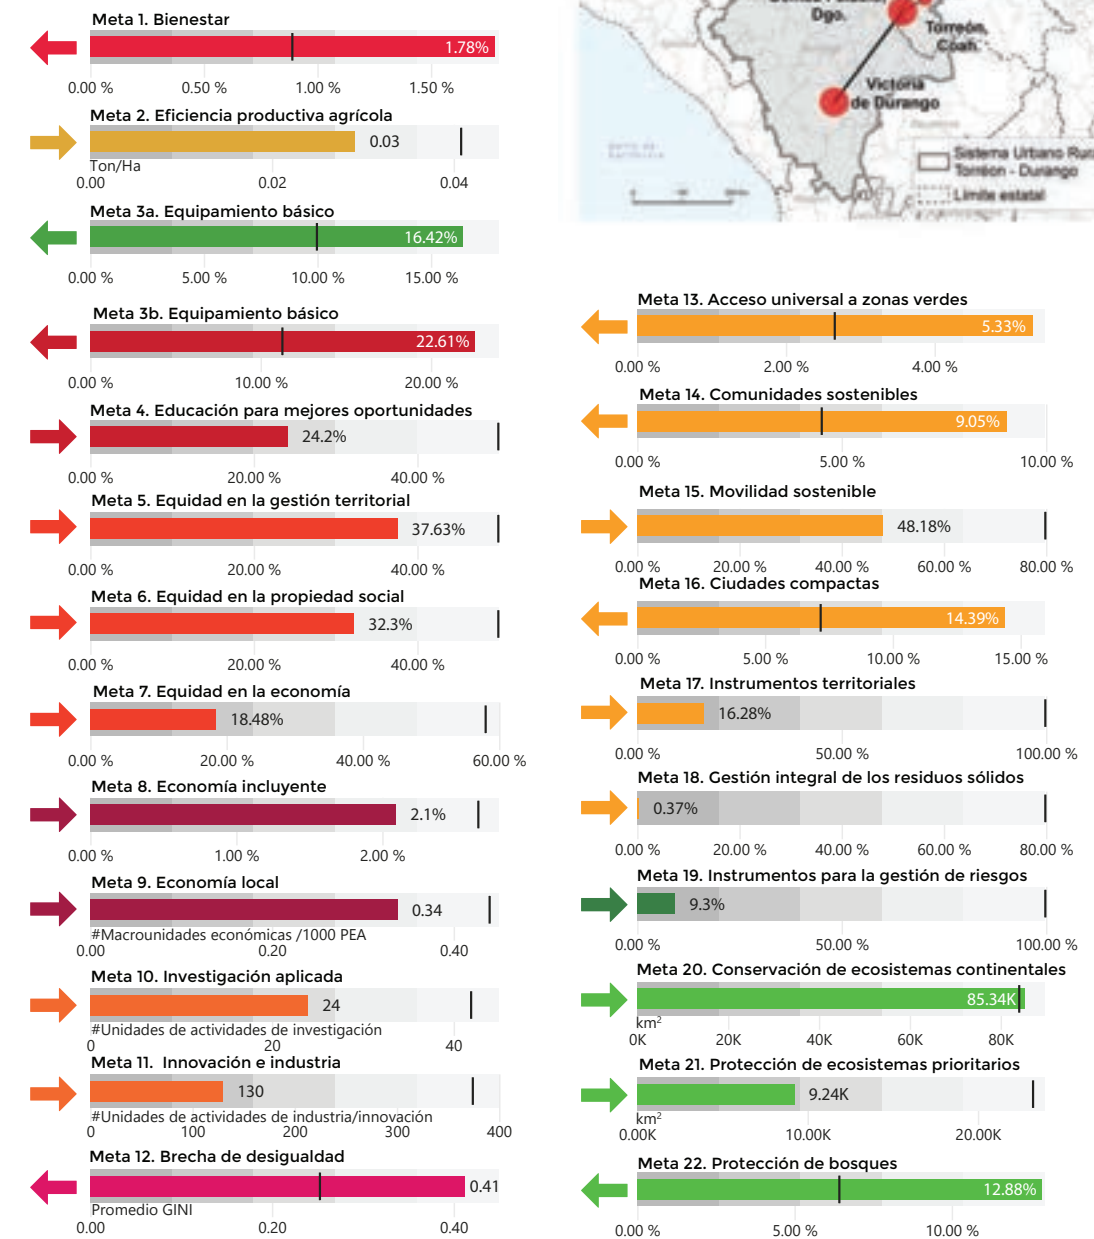 Meta 1. Bienestar
1.78%
0.00 % 0.50 % 1.00 % 1.50 %
Meta 2. Eficiencia productiva agrícola
0.03
Ton/Ha
0.00 0.02 0.04
Meta 3a. Equipamiento básico
16.42%
0.00 % 5.00 % 10.00 % 15.00 %
Meta 3b. Equipamiento básico
22.61%
0.00 % 10.00 % 20.00 %
Meta 4. Educación para mejores oportunidades
24.2%
0.00 % 20.00 % 40.00 %
Meta 5. Equidad en la gestión territorial
37.63%
0.00 % 20.00 % 40.00 %
Meta 6. Equidad en la propiedad social
32.3%
0.00 % 20.00 % 40.00 %
Meta 7. Equidad en la economía
18.48%
0.00 % 20.00 % 40.00 % 60.00 %
Meta 8. Economía incluyente
2.1%
0.00 % 1.00 % 2.00 %
Meta 9. Economía local
0.34
#Macrounidades económicas /1000 PEA
0.00 0.20 0.40
Meta 10. Investigación aplicada
24
#Unidades de actividades de investigación
0 20 40
Meta 11. Innovación e industria
130
#Unidades de actividades de industria/innovación
0 100 200 300 400
Meta 12. Brecha de desigualdad
0.41
Promedio GINI
0.00 0.20 0.40
Dgo.
Torreón,
Coah.
Victoria
de Durango
Sistema Urbano Rur
Torreón - Durango
Límite estatal
Meta 13. Acceso universal a zonas verdes
5.33%
0.00 % 2.00 % 4.00 %
Meta 14. Comunidades sostenibles
9.05%
0.00 % 5.00 % 10.00 %
Meta 15. Movilidad sostenible
48.18%
0.00 % 20.00 % 40.00 % 60.00 % 80.00 %
Meta 16. Ciudades compactas
14.39%
0.00 % 5.00 % 10.00 % 15.00 %
Meta 17. Instrumentos territoriales
16.28%
0.00 % 50.00 % 100.00 %
Meta 18. Gestión integral de los residuos sólidos
0.37%
0.00 % 20.00 % 40.00 % 60.00 % 80.00 %
Meta 19. Instrumentos para la gestión de riesgos
9.3%
0.00 % 50.00 % 100.00 %
Meta 20. Conservación de ecosistemas continentales
85.34K
km²
0K 20K 40K 60K 80K
Meta 21. Protección de ecosistemas prioritarios
9.24K
km²
0.00K 10.00K 20.00K
Meta 22. Protección de bosques
12.88%
0.00 % 5.00 % 10.00 %